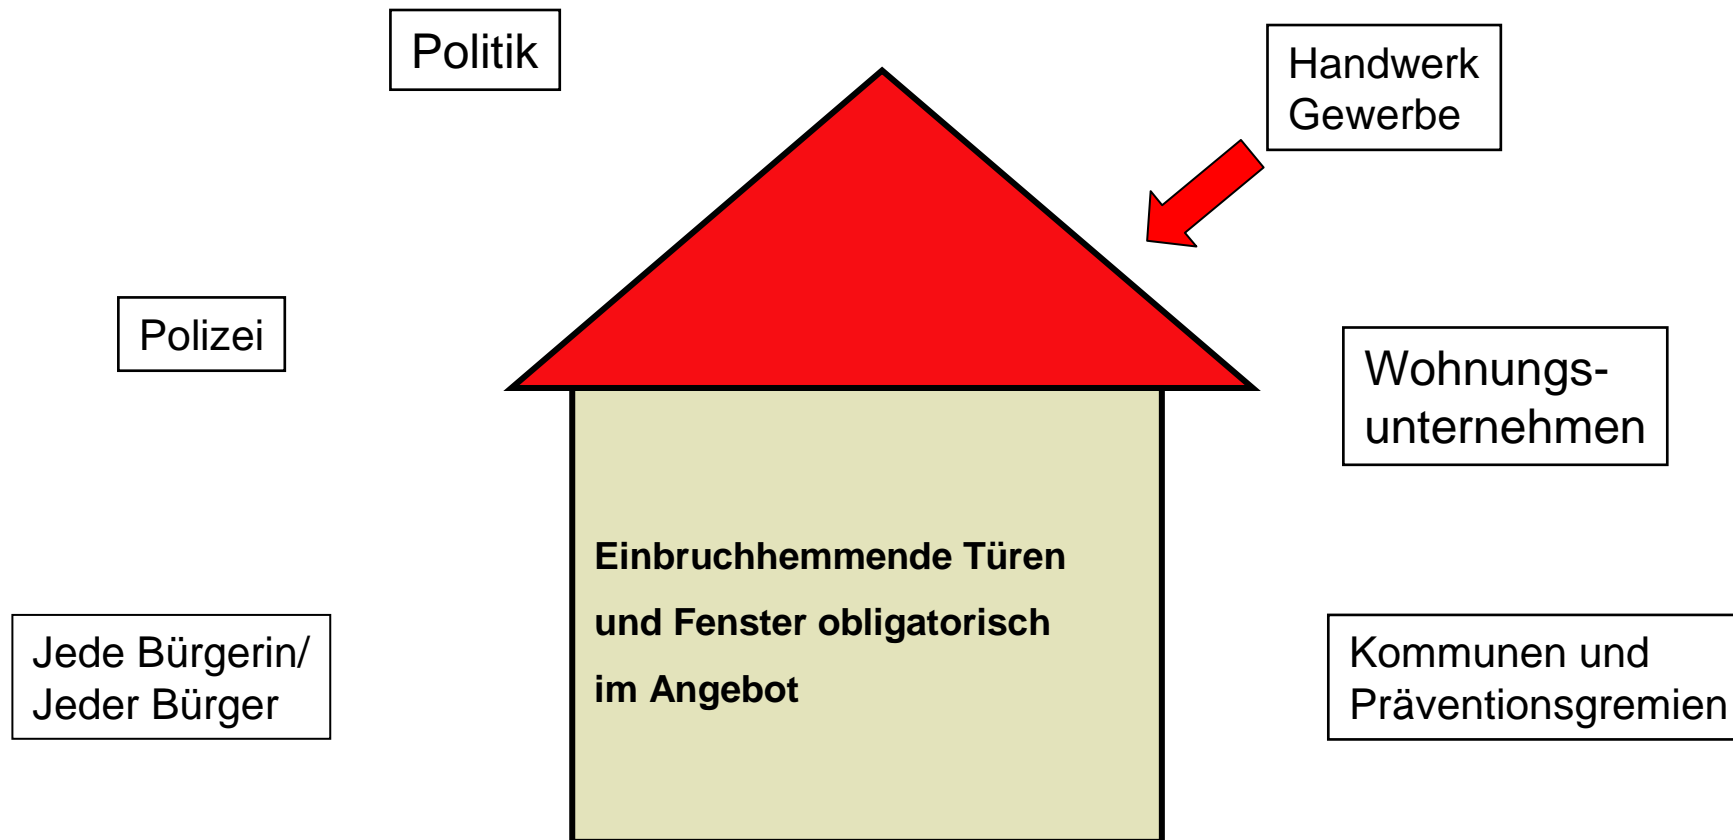 Politik
Handwerk
Gewerbe
Polizei
Wohnungs-
unternehmen
Einbruchhemmende Türen
und Fenster obligatorisch
im Angebot
Jede Bürgerin/
Jeder Bürger
Kommunen und
Präventionsgremien